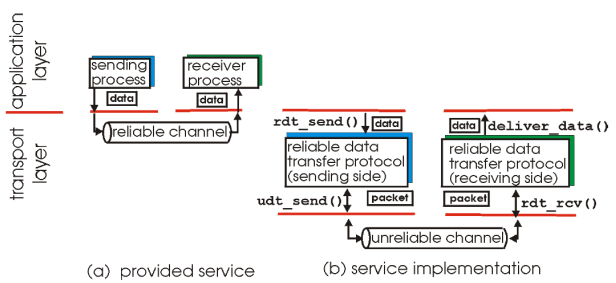 application
layer
transport
layer
sending
process
data
receiver
process
data
reliable channel
(a) provided service
rdt_send()
data
reliable data
transfer protocol
(sending side)
udt_send()
packet
data
deliver_data()
reliable data
transfer protocol
(receiving side)
packet
rdt_rcv()
unreliable channel
(b) service implementation